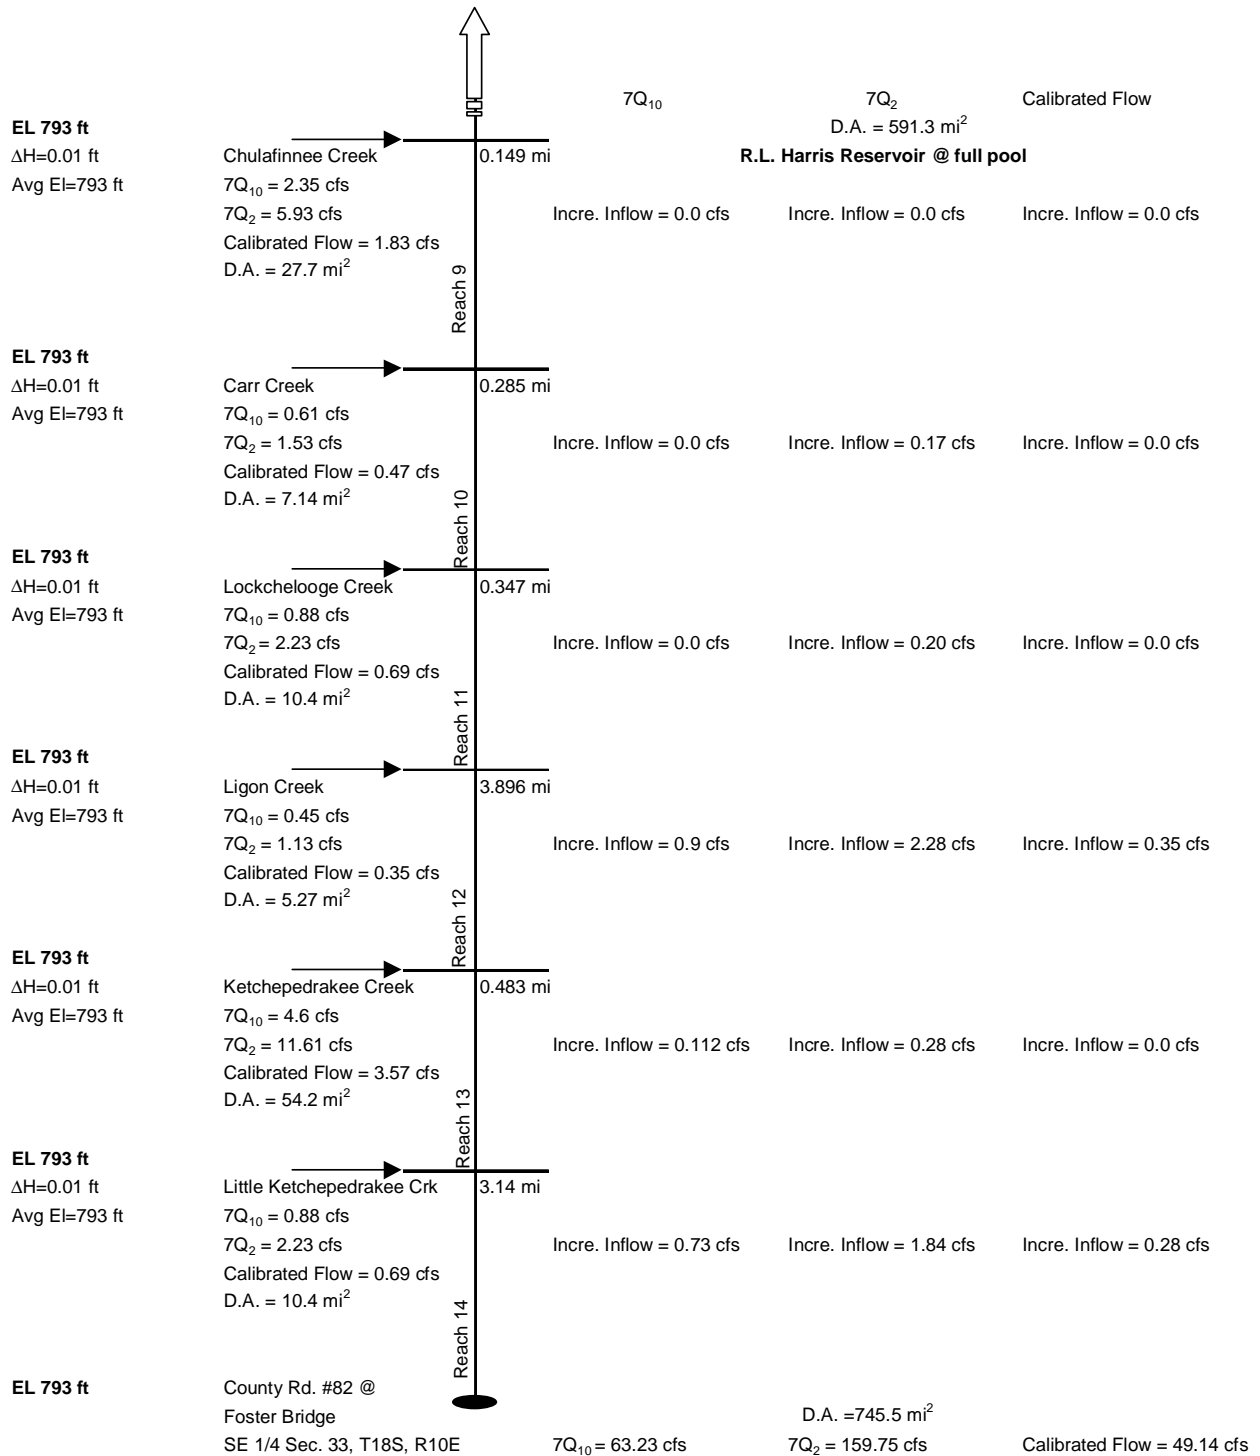 7Q10 7Q2 Calibrated Flow
EL 793 ft D.A. = 591.3 mi2
ΔH=0.01 ft Chulafinnee Creek 0.149 mi R.L. Harris Reservoir @ full pool
Avg El=793 ft 7Q10 = 2.35 cfs
7Q2 = 5.93 cfs Incre. Inflow = 0.0 cfs Incre. Inflow = 0.0 cfs Incre. Inflow = 0.0 cfs
Calibrated Flow = 1.83 cfs
D.A. = 27.7 mi2
Reach 9
EL 793 ft
ΔH=0.01 ft Carr Creek 0.285 mi
Avg El=793 ft 7Q10 = 0.61 cfs
7Q2 = 1.53 cfs Incre. Inflow = 0.0 cfs Incre. Inflow = 0.17 cfs Incre. Inflow = 0.0 cfs
Calibrated Flow = 0.47 cfs
D.A. = 7.14 mi2
Reach 10
EL 793 ft
ΔH=0.01 ft Lockchelooge Creek 0.347 mi
Avg El=793 ft 7Q10 = 0.88 cfs
7Q2 = 2.23 cfs Incre. Inflow = 0.0 cfs Incre. Inflow = 0.20 cfs Incre. Inflow = 0.0 cfs
Calibrated Flow = 0.69 cfs
D.A. = 10.4 mi2
Reach 11
EL 793 ft
ΔH=0.01 ft Ligon Creek 3.896 mi
Avg El=793 ft 7Q10 = 0.45 cfs
7Q2 = 1.13 cfs Incre. Inflow = 0.9 cfs Incre. Inflow = 2.28 cfs Incre. Inflow = 0.35 cfs
Calibrated Flow = 0.35 cfs
D.A. = 5.27 mi2
Reach 12
EL 793 ft
ΔH=0.01 ft Ketchepedrakee Creek 0.483 mi
Avg El=793 ft 7Q10 = 4.6 cfs
7Q2 = 11.61 cfs Incre. Inflow = 0.112 cfs Incre. Inflow = 0.28 cfs Incre. Inflow = 0.0 cfs
Calibrated Flow = 3.57 cfs
D.A. = 54.2 mi2
Reach 13
EL 793 ft
ΔH=0.01 ft Little Ketchepedrakee Crk 3.14 mi
Avg El=793 ft 7Q10 = 0.88 cfs
7Q2 = 2.23 cfs Incre. Inflow = 0.73 cfs Incre. Inflow = 1.84 cfs Incre. Inflow = 0.28 cfs
Calibrated Flow = 0.69 cfs
D.A. = 10.4 mi2
Reach 14
EL 793 ft County Rd. #82 @
Foster Bridge D.A. =745.5 mi2
SE 1/4 Sec. 33, T18S, R10E 7Q10 = 63.23 cfs 7Q2 = 159.75 cfs Calibrated Flow = 49.14 cfs